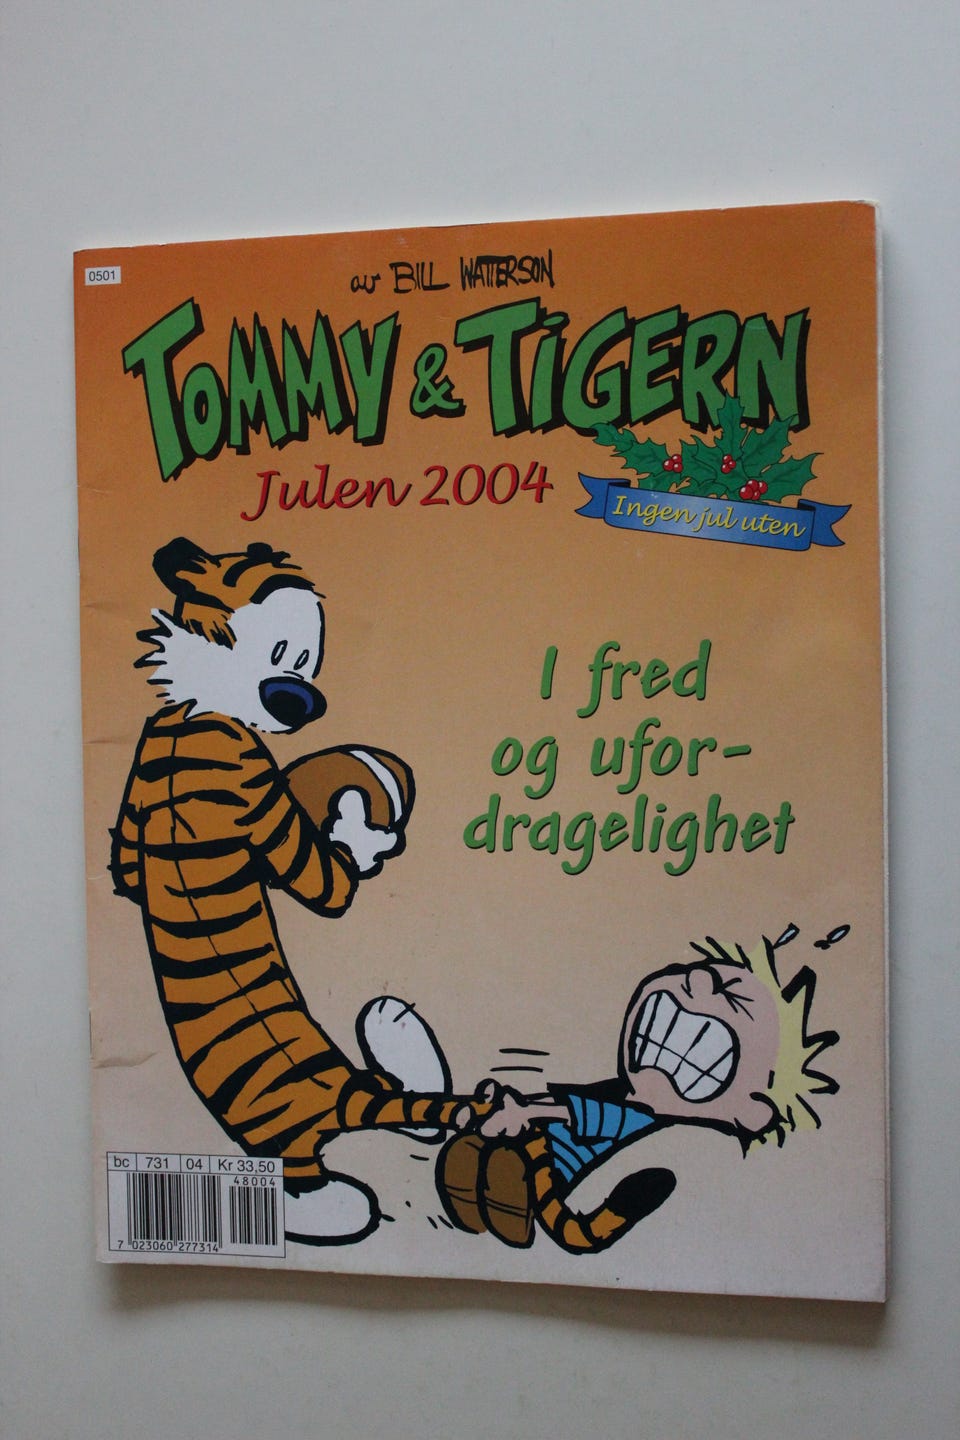 0501
av BILL WATTERSON
TOMMY & TiGERN
Julen 2004
Ingen jul uten
I fred
og ufor-
dragelighet
bc 731 04 Kr 33,50
48004
7 023060 277314